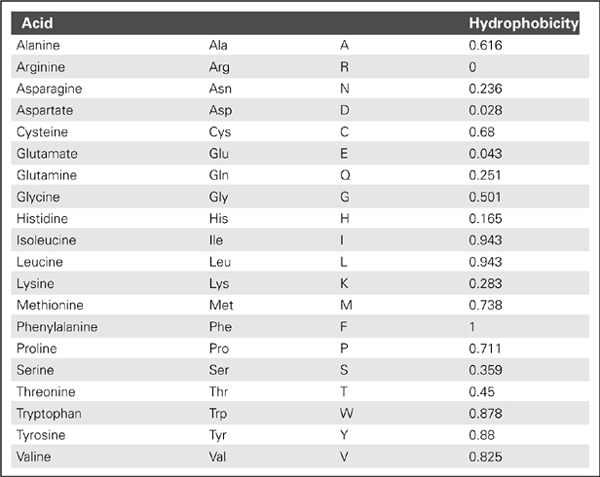 Acid Hydrophobicity
Alanine Ala A 0.616
Arginine Arg R 0
Asparagine Asn N 0.236
Aspartate Asp D 0.028
Cysteine Cys C 0.68
Glutamate Glu E 0.043
Glutamine Gln Q 0.251
Glycine Gly G 0.501
Histidine His H 0.165
Isoleucine Ile I 0.943
Leucine Leu L 0.943
Lysine Lys K 0.283
Methionine Met M 0.738
Phenylalanine Phe F 1
Proline Pro P 0.711
Serine Ser S 0.359
Threonine Thr T 0.45
Tryptophan Trp W 0.878
Tyrosine Tyr Y 0.88
Valine Val V 0.825